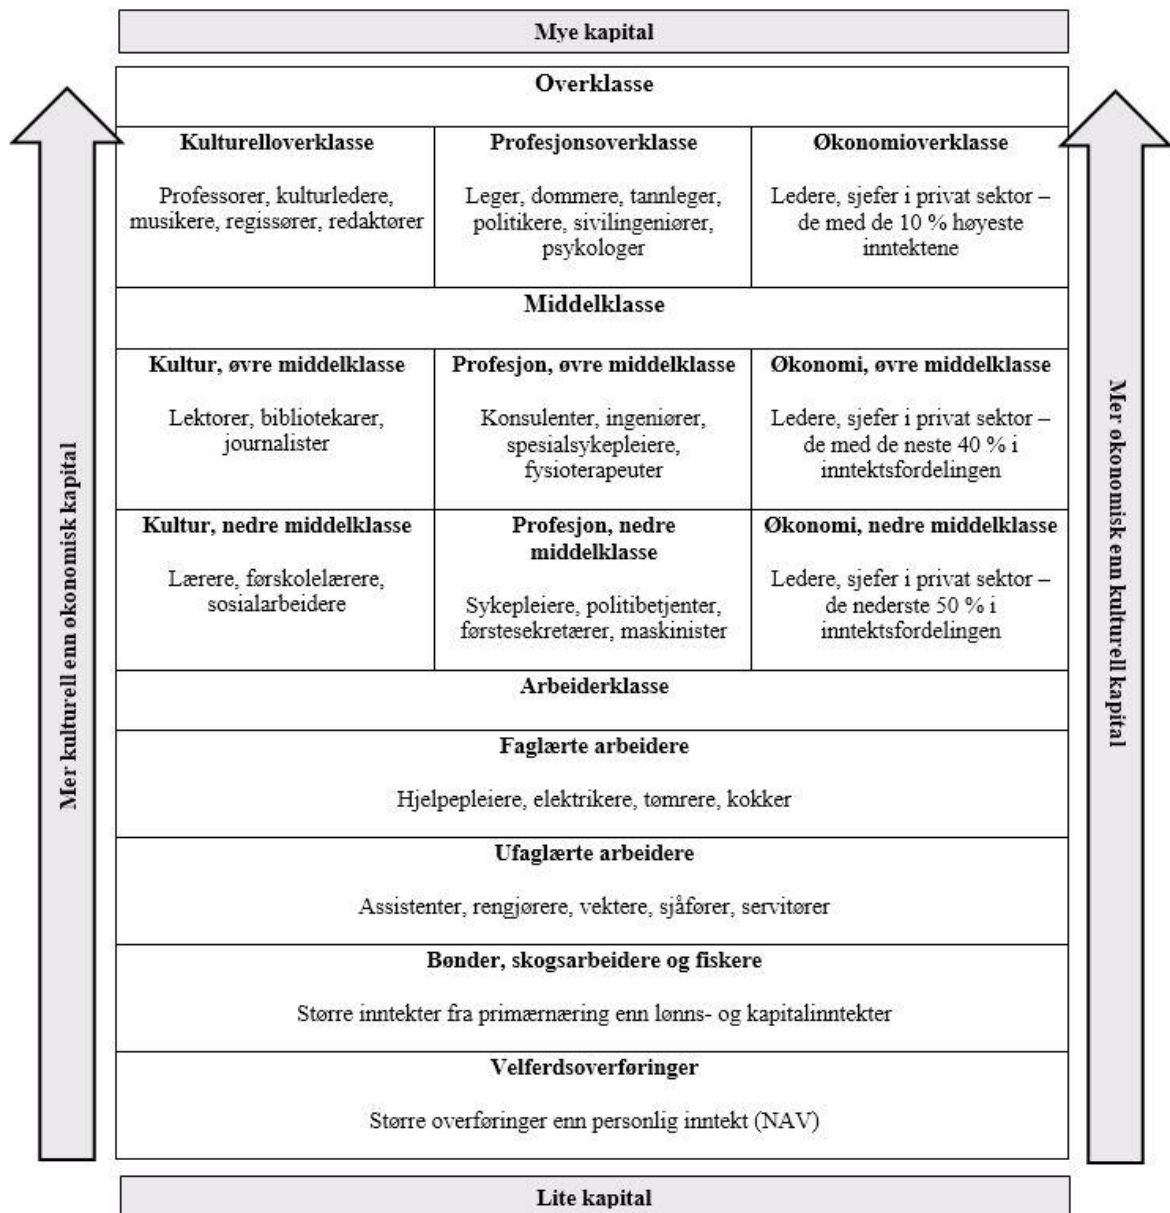 Mye kapital
Overklasse
Kulturelloverklasse
Professorer, kulturledere,
musikere, regissører, redaktører
Profesjonsoverklasse
Leger, dommere, tannleger,
politikere, sivilingeniører,
psykologer
Økonomioverklasse
Ledere, sjefer i privat sektor –
de med de 10 % høyeste
inntektene
Middelklasse
Kultur, øvre middelklasse
Lektorer, bibliotekarer,
journalister
Profesjon, øvre middelklasse
Konsulenter, ingeniører,
spesialsykepleiere,
fysioterapeuter
Økonomi, øvre middelklasse
Ledere, sjefer i privat sektor –
de med de neste 40 % i
inntektsfordelingen
Kultur, nedre middelklasse
Lærere, førskolelærere,
sosialarbeidere
Profesjon, nedre
middelklasse
Sykepleiere, politibetjenter,
førstesekretærer, maskinister
Økonomi, nedre middelklasse
Ledere, sjefer i privat sektor –
de nederste 50 % i
inntektsfordelingen
Arbeiderklasse
Faglærte arbeidere
Hjelpepleiere, elektrikere, tømrere, kokker
Ufaglærte arbeidere
Assistenter, rengjørere, vektere, sjåfører, servitører
Bønder, skogsarbeidere og fiskere
Større inntekter fra primærnæring enn lønns- og kapitalinntekter
Velferdsoverføringer
Større overføringer enn personlig inntekt (NAV)
Lite kapital
Mer kulturell enn økonomisk kapital
Mer økonomisk enn kulturell kapital